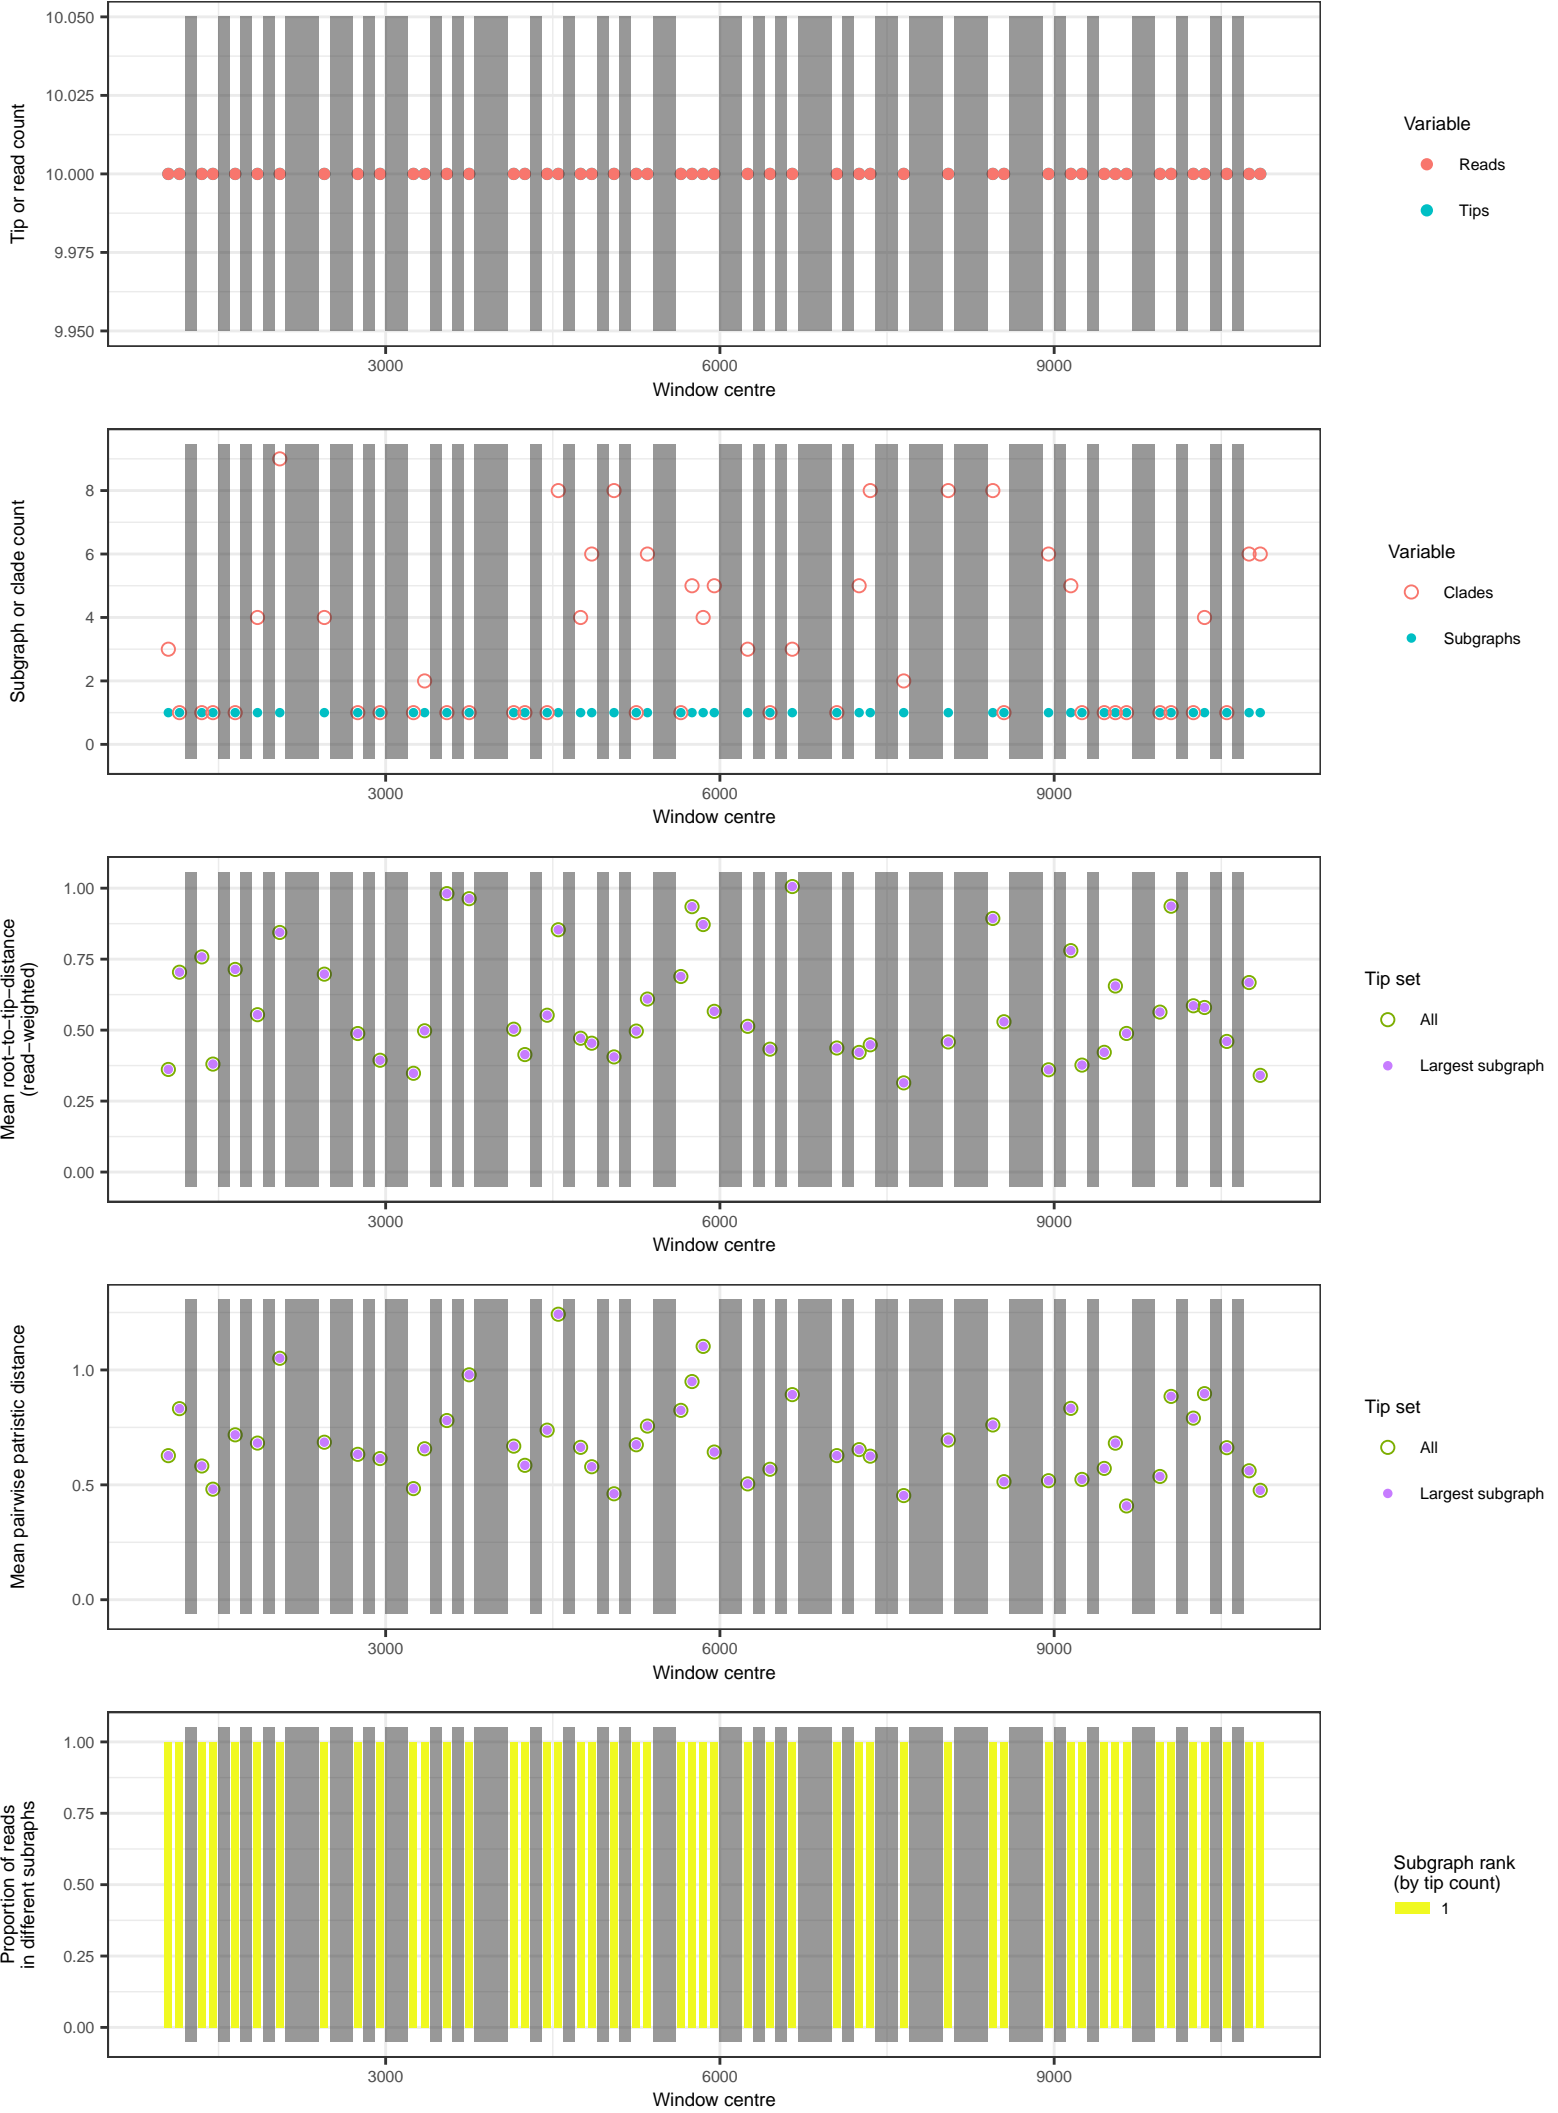 10.050
10.025
10.000
9.975
9.950
Tip or read count
3000 6000 9000
Window centre
Variable
Reads
Tips
8
6
4
2
0
Subgraph or clade count
3000 6000 9000
Window centre
Variable
Clades
Subgraphs
1.00
0.75
0.50
0.25
0.00
Mean root−to−tip−distance
(read−weighted)
3000 6000 9000
Window centre
Tip set
All
Largest subgraph
1.0
0.5
0.0
Mean pairwise patristic distance
3000 6000 9000
Window centre
Tip set
All
Largest subgraph
1.00
0.75
0.50
0.25
0.00
Proportion of reads
in different subraphs
3000 6000 9000
Window centre
Subgraph rank
(by tip count)
1